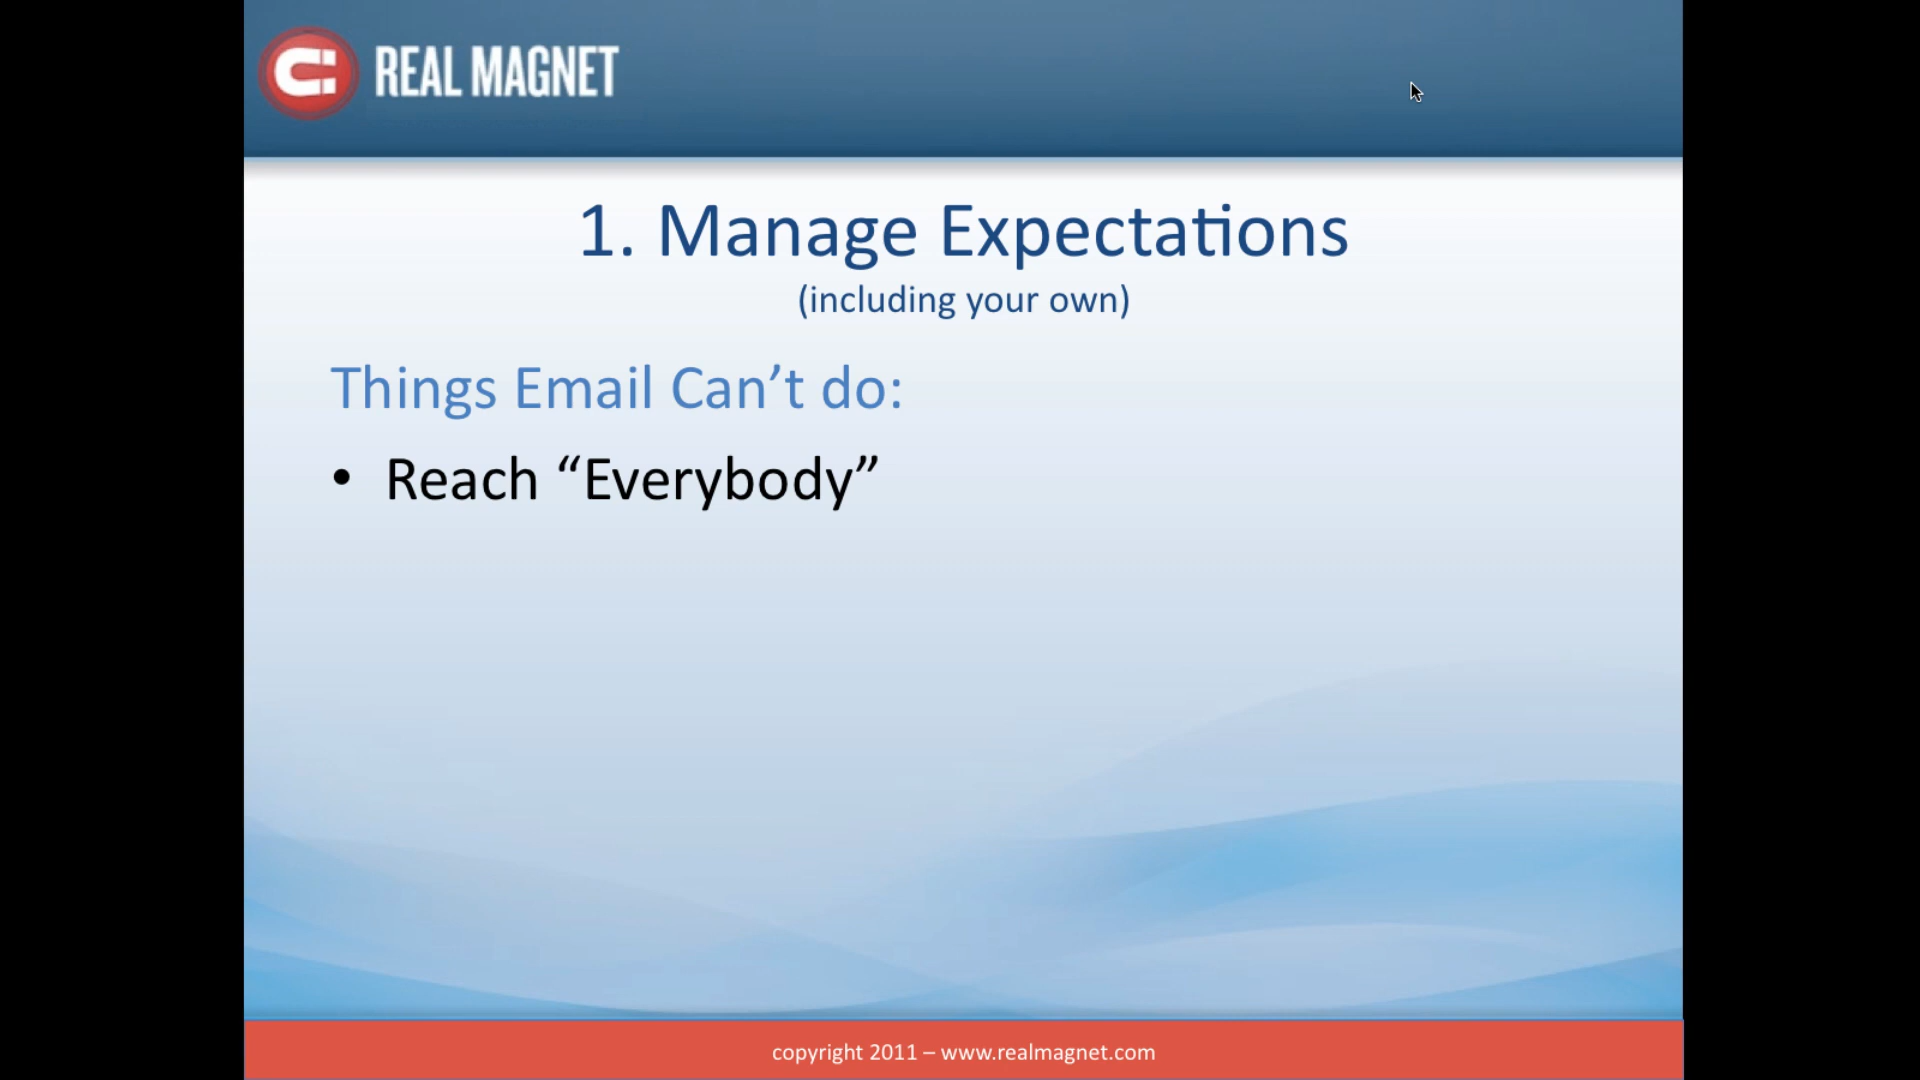 REAL MAGNET
1. Manage Expectations
(including your own)
Things Email Can’t do:
• Reach “Everybody”
copyright 2011 – www.realmagnet.com